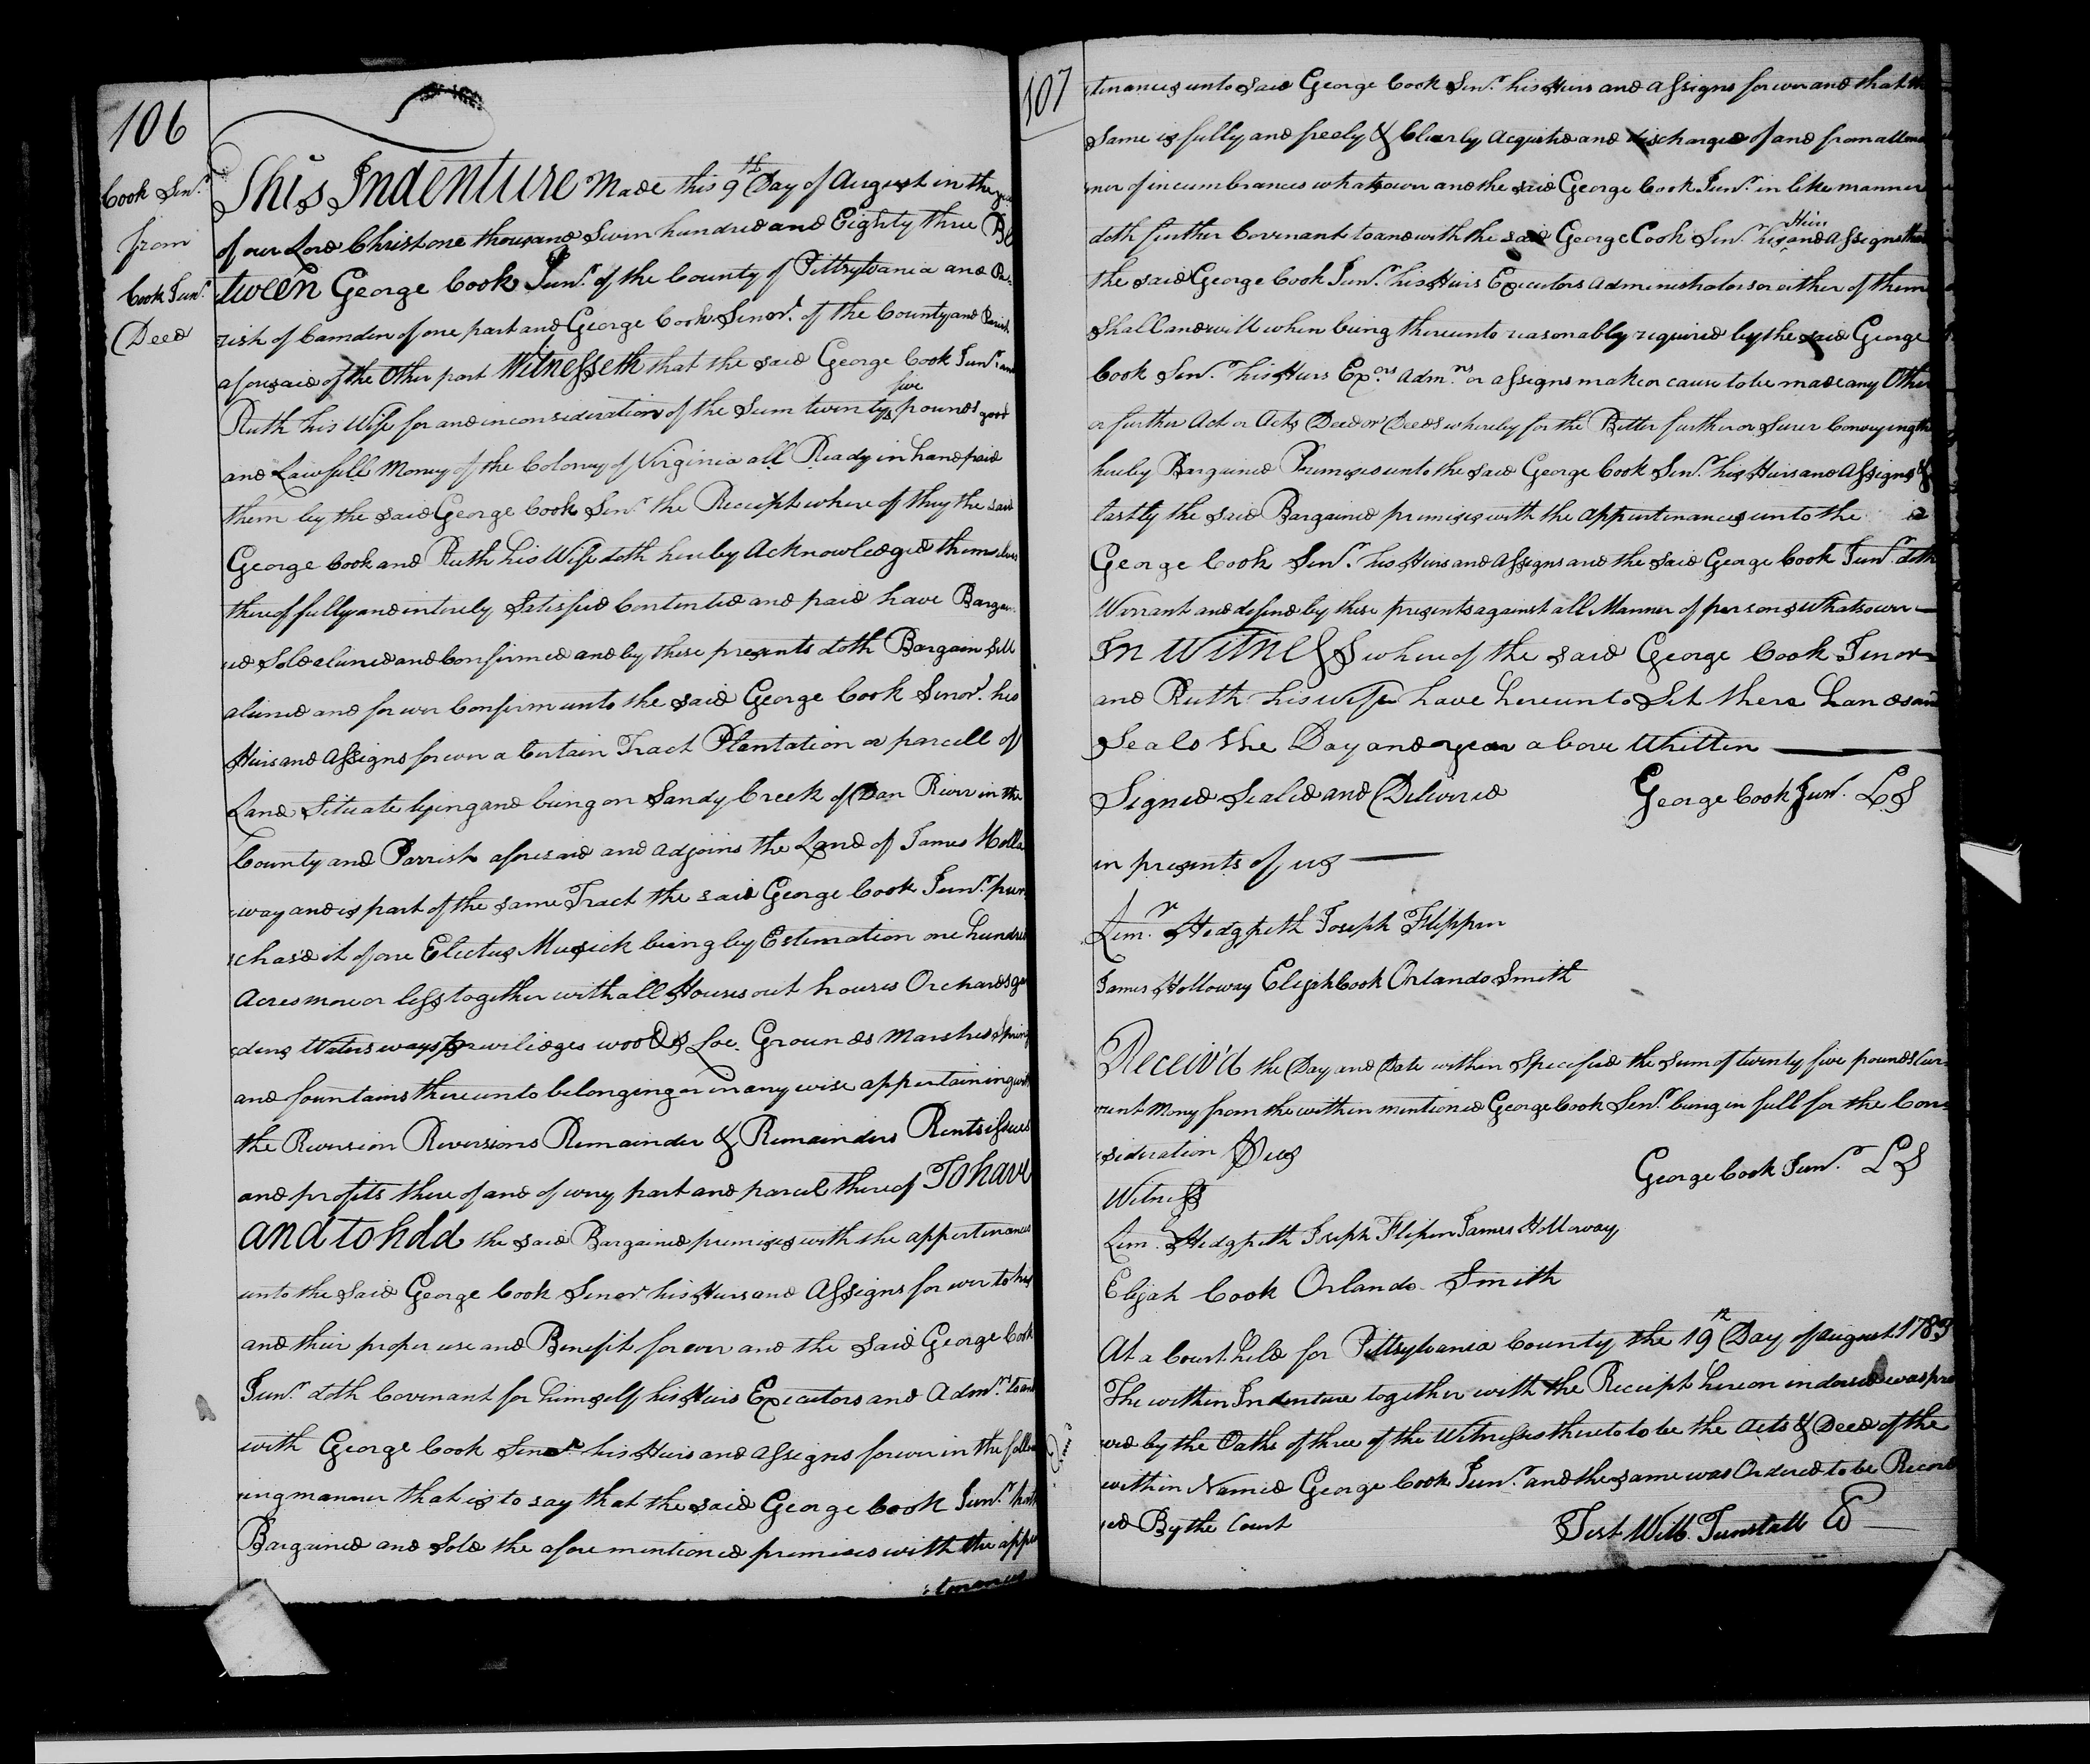 106
Cook Senr.
from
Cook Junr.
Deed
This Indenture Made this 9th Day of August in the year
of our Lord Christ one thousand Seven hundred and Eighty three Be
tween George Cook Junr. of the County of Pittsylvania and Pa-
rish of Camden of one part and George Cook Senor. of the County and Parish
aforesaid of the Other part Witnesseth that the said George Cook Junr. and
Ruth his Wife for and in consideration of the Sum twenty five pounds good
and Lawfull Money of the Colony of Virginia all Ready in hand paid
them by the said George Cook Senr. the Receipt where of they the said
George Cook and Ruth his Wife doth hereby Acknowledged themselves
thereof fully and intirely Satisfied Contented and paid have Bargain
ed Sold aliened and Confirmed and by these presents doth Bargain Sell
aliened and for ever Confirm unto the said George Cook Senor. his
Heirs and Assigns forever a Certain Tract Plantation or parcell of
Land Situate lying and being on Sandy Creek of Dan River in the
County and Parrish aforesaid and adjoins the Land of James Hollo
way and is part of the same Tract the said George Cook Junr. pur
chas'd it of one Electus Musick being by Estimation one hundred
Acres more or less together with all Houses out houses Orchards gar
dens Waters ways Priviliedges woods Loe Grounds Marshes Spring
and fountains thereunto belonging or in any wise appertaining with
the Reversion Reversions Remainder & Remainders Rents issues
and profits there of and of every part and parcel thereof To have
and to hold the said Bargained premises with the appertinances
unto the Said George Cook Senor his Heirs and Assigns for ever to his
and their proper use and Benefit forever and the Said George Cook
Junr. doth Covenant for himself his Heirs Executors and Admrs. to and
with George Cook Senor his Heirs and assigns forever in the follow
ing manner that is to say that the said George Cook Junr. hath
Bargained and Sold the afore mentioned premises with the appur
tinances
107
tinances unto Said George Cook Senr. his Heirs and assigns forever and that the
Same is fully and freely & Clearly Acquited and discharged of and from all man
ner of incumbrances whatsoever and the said George Cook Junr. in like manner
doth further Covenant to and with the said George Cook Senr. his Heirs and Assigns that
the said George Cook Junr. his Heirs Executors Administrators or either of them
Shall and will when being thereunto reasonably required by the said George
Cook Senr. his Heirs Exors. Admrs. or assigns make or cause to be made any Other
or further Act or Acts Deed or Deeds whereby for the Better further or Surer Conveying the
hereby Bargained Premises unto the said George Cook Senr. his Heirs and Assigns &
lastly the said Bargained premises with the Appurtinances unto the
George Cook Senr. his Heirs and Assigns and the said George Cook Junr. doth
Warrant and defend by these presents against all Manner of persons Whatsoever
In Witness where of the said George Cook Junor
and Ruth his wife have hereunto Set there hands and
Seals the Day and year above Written
Signed Sealed and Delivered George Cook Junr. LS
in presents of us
Lemr. Hedgpeth Joseph Flippin
James Holloway Elijah Cook Orlando Smith
Receiv'd the Day and Date within Specefied the Sum of twenty five pounds Cur
rent Mony from the within mentioned George Cook Senr. being in full for the Con
sideration
George Cook Junr. LS
Witness
Lem. Hedgpeth Joseph Flipin James Holloway
Elijah Cook Orlando Smith
At a Court held for Pittsylvania County the 19th Day of August 1783
The within Indenture together with the Receipt hereon indorsed was pro
ved by the Oaths of three of the Witnesses thereto to be the Acts & Deed of the
within Named George Cook Junr. and the same was Ordered to be Record
ed By the Court
Test Will Tunstall